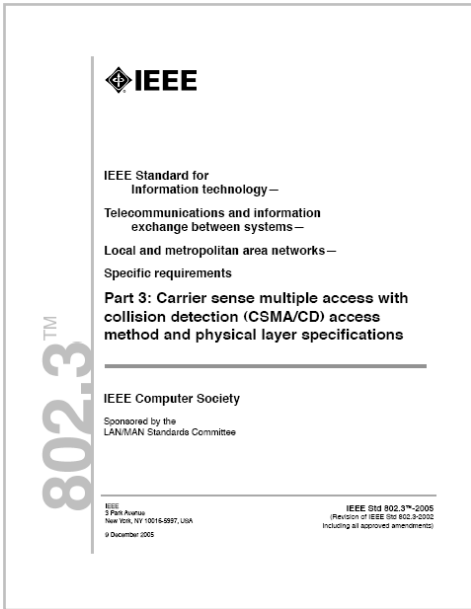 IEEE
IEEE Standard for
Information technology—
Telecommunications and information
exchange between systems—
Local and metropolitan area networks—
Specific requirements
Part 3: Carrier sense multiple access with
collision detection (CSMA/CD) access
method and physical layer specifications
802.3™
IEEE Computer Society
Sponsored by the
LAN/MAN Standards Committee
IEEE
3 Park Avenue
New York, NY 10016-5997, USA
9 December 2005
IEEE Std 802.3™-2005
(Revision of IEEE Std 802.3-2002
including all approved amendments)